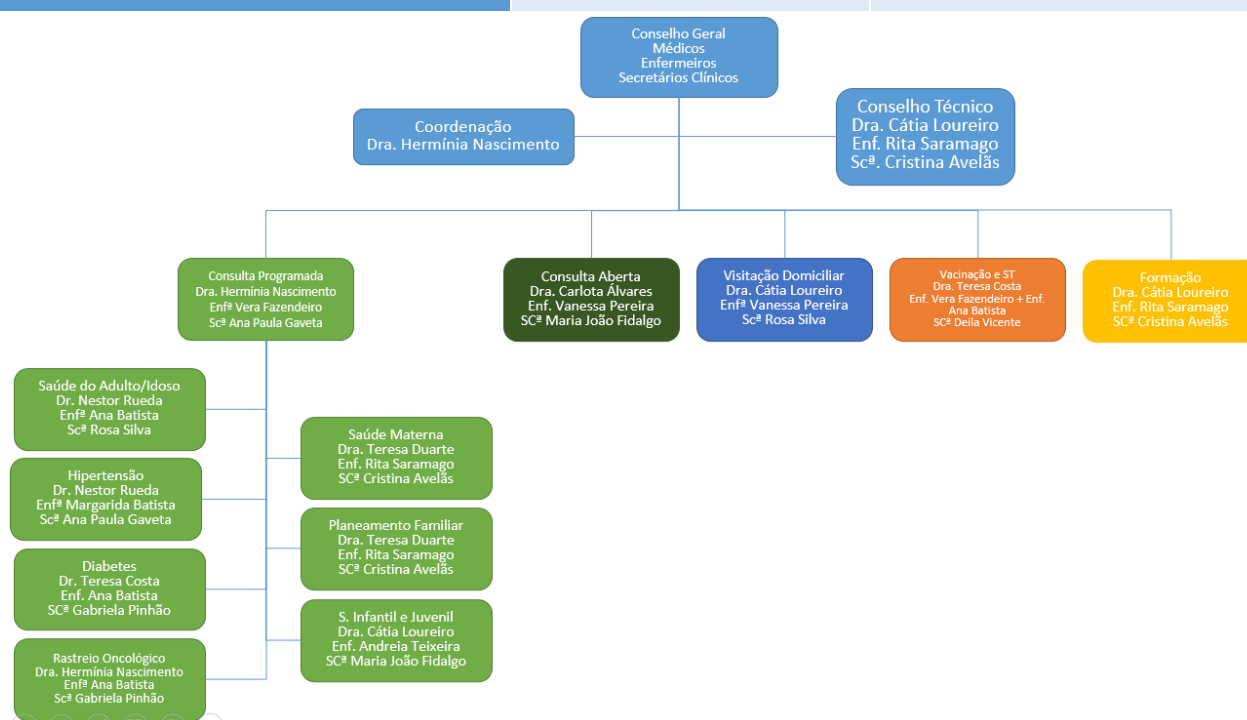 Conselho Geral
Médicos
Enfermeiros
Secretários Clínicos
Coordenação
Dra. Hermínia Nascimento
Conselho Técnico
Dra. Cátia Loureiro
Enf. Rita Saramago
Scª. Cristina Avelãs
Consulta Programada
Dra. Hermínia Nascimento
Enfª Vera Fazendeiro
Scª Ana Paula Gaveta
Consulta Aberta
Dra. Carlota Álvares
Enf. Vanessa Pereira
SCª Maria João Fidalgo
Visitação Domiciliar
Dra. Cátia Loureiro
Enfª Vanessa Pereira
Scª Rosa Silva
Vacinação e ST
Dra. Teresa Costa
Enf. Vera Fazendeiro + Enf.
Ana Batista
SCª Deila Vicente
Formação
Dra. Cátia Loureiro
Enf. Rita Saramago
SCª Cristina Avelãs
Saúde do Adulto/Idoso
Dr. Nestor Rueda
Enfª Ana Batista
Scª Rosa Silva
Hipertensão
Dr. Nestor Rueda
Enfª Margarida Batista
Scª Ana Paula Gaveta
Diabetes
Dr. Teresa Costa
Enf. Ana Batista
SCª Gabriela Pinhão
Rastreio Oncológico
Dra. Hermínia Nascimento
Enfª Ana Batista
Scª Gabriela Pinhão
Saúde Materna
Dra. Teresa Duarte
Enf. Rita Saramago
SCª Cristina Avelãs
Planeamento Familiar
Dra. Teresa Duarte
Enf. Rita Saramago
SCª Cristina Avelãs
S. Infantil e Juvenil
Dra. Cátia Loureiro
Enf. Andreia Teixeira
SCª Maria João Fidalgo